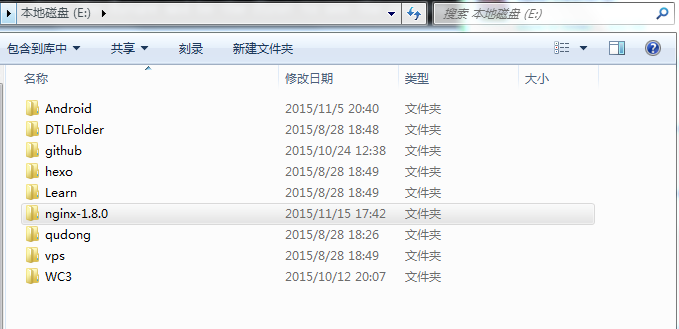 本地磁盘 (E:) 搜索 本地磁盘 (E:)
包含到库中 共享 刻录 新建文件夹
名称 修改日期 类型 大小
Android 2015/11/5 20:40 文件夹
DTLFolder 2015/8/28 18:48 文件夹
github 2015/10/24 12:38 文件夹
hexo 2015/8/28 18:49 文件夹
Learn 2015/8/28 18:49 文件夹
nginx-1.8.0 2015/11/15 17:42 文件夹
qudong 2015/8/28 18:26 文件夹
vps 2015/8/28 18:49 文件夹
WC3 2015/10/12 20:07 文件夹